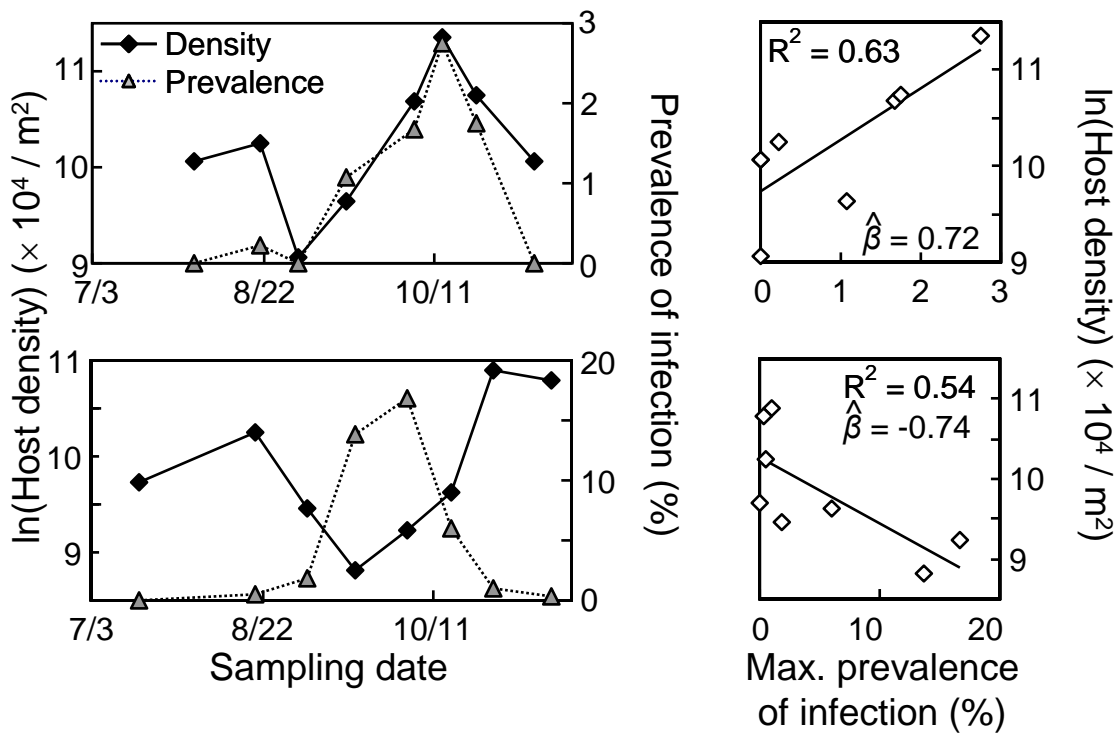 ln(Host density) (× 10⁴ / m²)
Density
Prevalence
11
10
9
3
2
1
0
7/3
8/22
10/11
11
10
9
20
10
0
7/3
8/22
10/11
Sampling date
Prevalence of infection (%)
R² = 0.63
β̂ = 0.72
11
10
9
0
1
2
3
R² = 0.54
β̂ = -0.74
11
10
9
0
10
20
Max. prevalence
of infection (%)
ln(Host density) (× 10⁴ / m²)